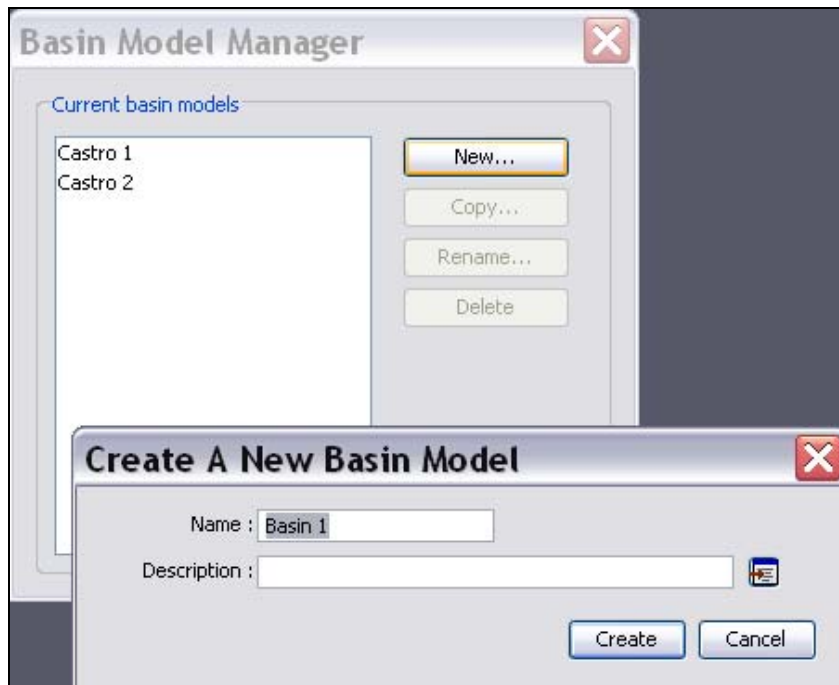 Basin Model Manager
Current basin models
Castro 1
Castro 2
New...
Copy...
Rename...
Delete
Create A New Basin Model
Name : Basin 1
Description :
Create Cancel